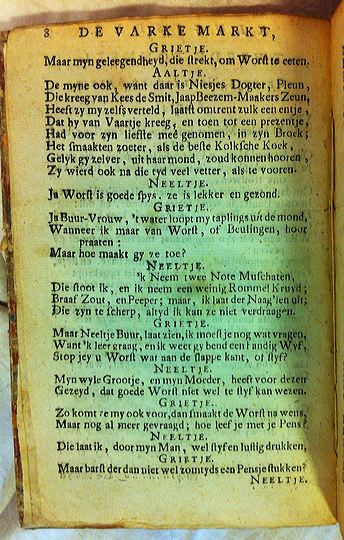 8 DE VARKE MARKT,
GRIETJE.
Maar myn geleegendheyd, die strekt, om Worst te eeten.
AALTJE.
De myne ook, want daar is Niesjes Dogter, Pleun,
Die kreeg van Kees de Smit, Jaap Beezem-Maakers Zeun,
Heeft zy my zelfs verteld, laatst omtrent zulk een entje,
Dat hy van Vaartje kreeg, en toen tot een prezentje,
Had voor zyn liefste meê genomen, in zyn Broek;
Het smaakten zoeter, als de beste Kolksche Koek,
Gelyk gy zelver, uit haar mond, zoud konnen hooren,
Zy wierd ook na die tyd veel vetter, als te vooren.
NEELTJE.
Ja Worst is goede spys, ze is lekker en gezond.
GRIETJE.
Ja Buur-Vrouw, 't water loopt my taplings uit de mond,
Wanneer ik maar van Worst, of Beulingen, hoor
praaten:
Maar hoe maakt gy ze toe?
NEELTJE.
'k Neem twee Note Muschaten,
Die stoot ik, en ik neem een weinig Rommel Kruyd;
Braaf Zout, en Peeper; maar, ik laat der Naag'len uit;
Die zyn te scherp, altyd ik kan ze niet verdraagen.
GRIETJE.
Maar Neeltje Buur, laat zien, ik moest je nog wat vragen,
Want 'k leer graag, en ik weet gy bend een handig Wyf,
Stop jey u Worst wat aan de slappe kant, of styf?
NEELTJE.
Myn wyle Grootje, en myn Moeder, heeft voor dezen
Gezeyd, dat goede Worst niet wel te styf kan wezen.
GRIETJE.
Zo komt ze my ook voor, dan smaakt de Worst na wens,
Maar nog al meer gevraagd; hoe leef je met je Pens?
NEELTJE.
Die laat ik, door myn Man, wel styf en lustig drukken,
GRIETJE.
Maar barst der dan niet wel zomtyds een Pensje stukken?
NEELTJE.